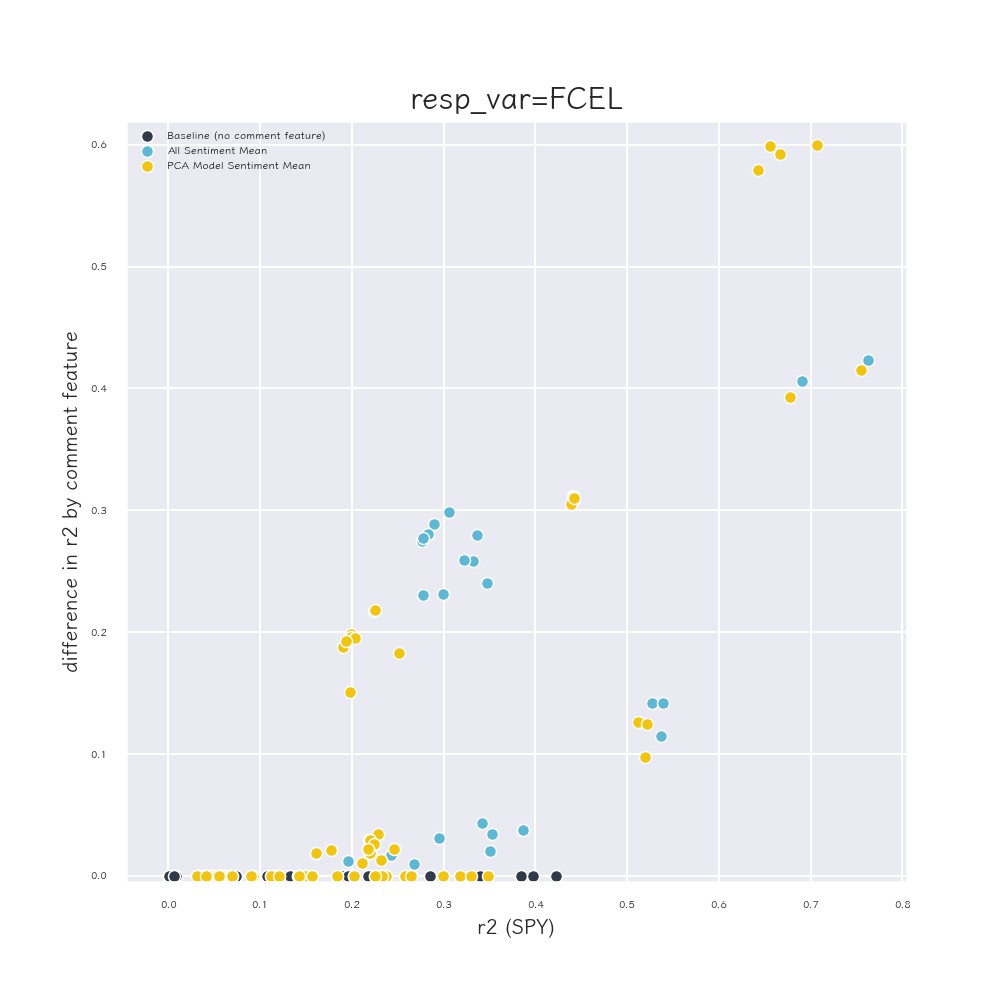 resp_var=FCEL
Baseline (no comment feature)
All Sentiment Mean
PCA Model Sentiment Mean
0.6
0.5
0.4
0.3
0.2
0.1
0.0
difference in r2 by comment feature
0.0 0.1 0.2 0.3 0.4 0.5 0.6 0.7 0.8
r2 (SPY)